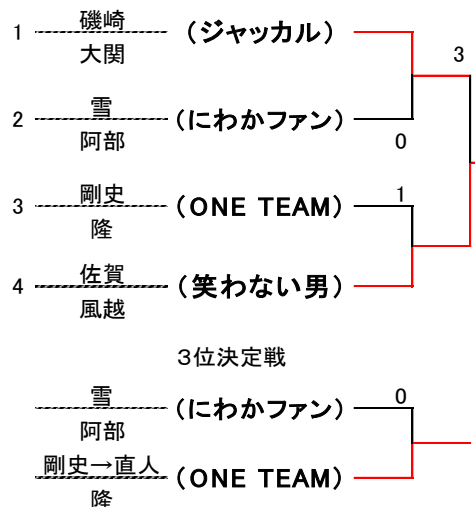 磯崎
1 (ジャッカル)
大関
3
雪
2 (にわかファン)
阿部
0
剛史
3 (ONE TEAM) 1
隆
佐賀
4 (笑わない男)
風越
3位決定戦
雪
(にわかファン) 0
阿部
剛史→直人
(ONE TEAM)
隆